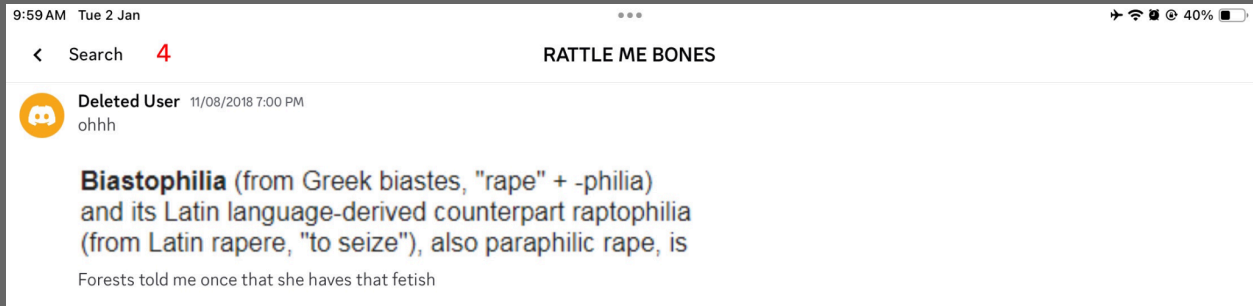 9:59 AM Tue 2 Jan 40%
Search 4 RATTLE ME BONES
Deleted User 11/08/2018 7:00 PM
ohhh
Biastophilia (from Greek biastes, "rape" + -philia)
and its Latin language-derived counterpart raptophilia
(from Latin rapere, "to seize"), also paraphilic rape, is
Forests told me once that she haves that fetish